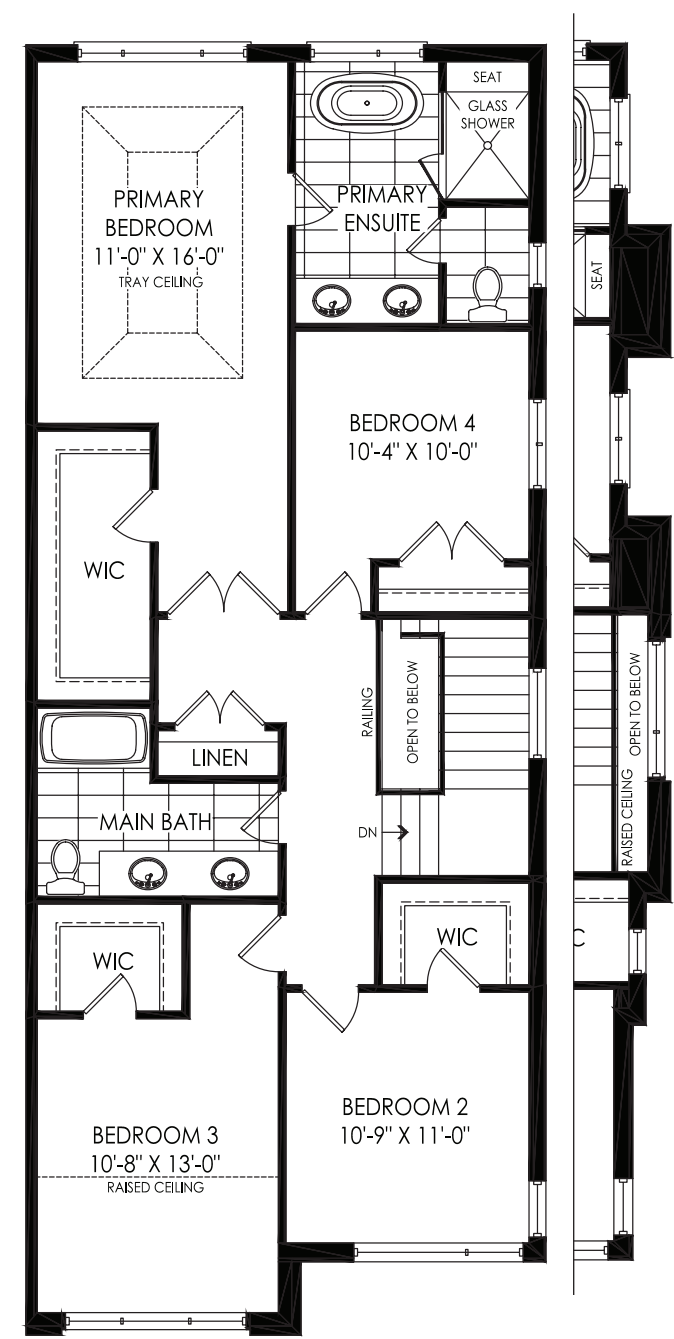 SEAT
GLASS
SHOWER
PRIMARY
BEDROOM
11'-0" X 16'-0"
TRAY CEILING
PRIMARY
ENSUITE
SEAT
BEDROOM 4
10'-4" X 10'-0"
WIC
RAILING
OPEN TO BELOW
OPEN TO BELOW
RAISED CEILING
LINEN
MAIN BATH
DN
WIC
WIC
C
BEDROOM 2
10'-9" X 11'-0"
BEDROOM 3
10'-8" X 13'-0"
RAISED CEILING